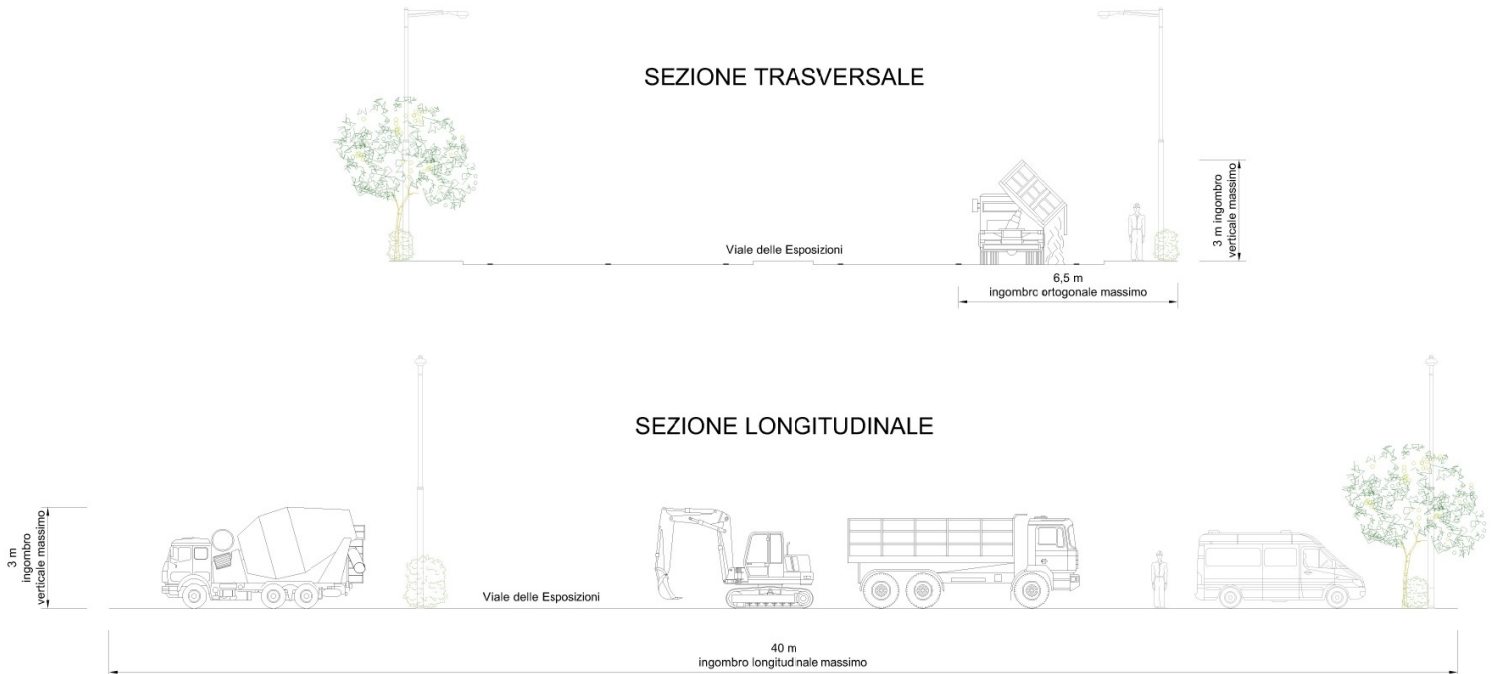 SEZIONE TRASVERSALE
3 m ingombro
verticale massimo
Viale delle Esposizioni
6,5 m
ingombro ortogonale massimo
SEZIONE LONGITUDINALE
3 m
ingombro
verticale massimo
Viale delle Esposizioni
40 m
ingombro longitudinale massimo